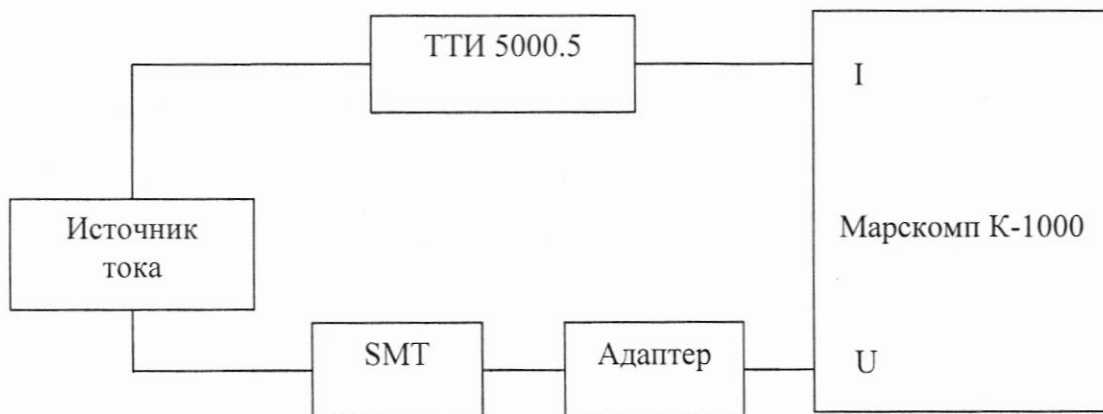 ТТИ 5000.5
I
Источник
тока
Марскомп К-1000
SMT
Адаптер
U